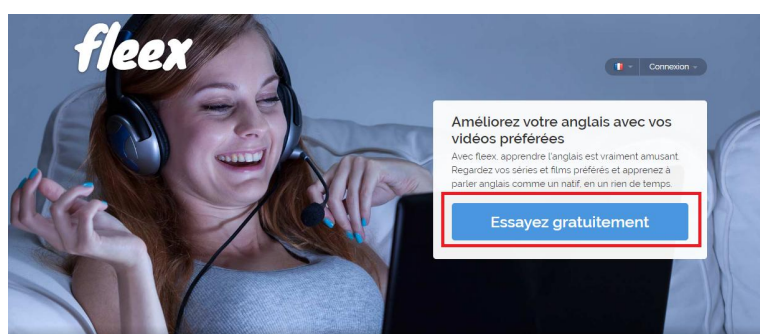 fleex
Connexion
Améliorez votre anglais avec vos
vidéos préférées
Avec fleex, apprendre l'anglais est vraiment amusant.
Regardez vos séries et films préférés et apprenez à
parler anglais comme un natif, en un rien de temps.
Essayez gratuitement